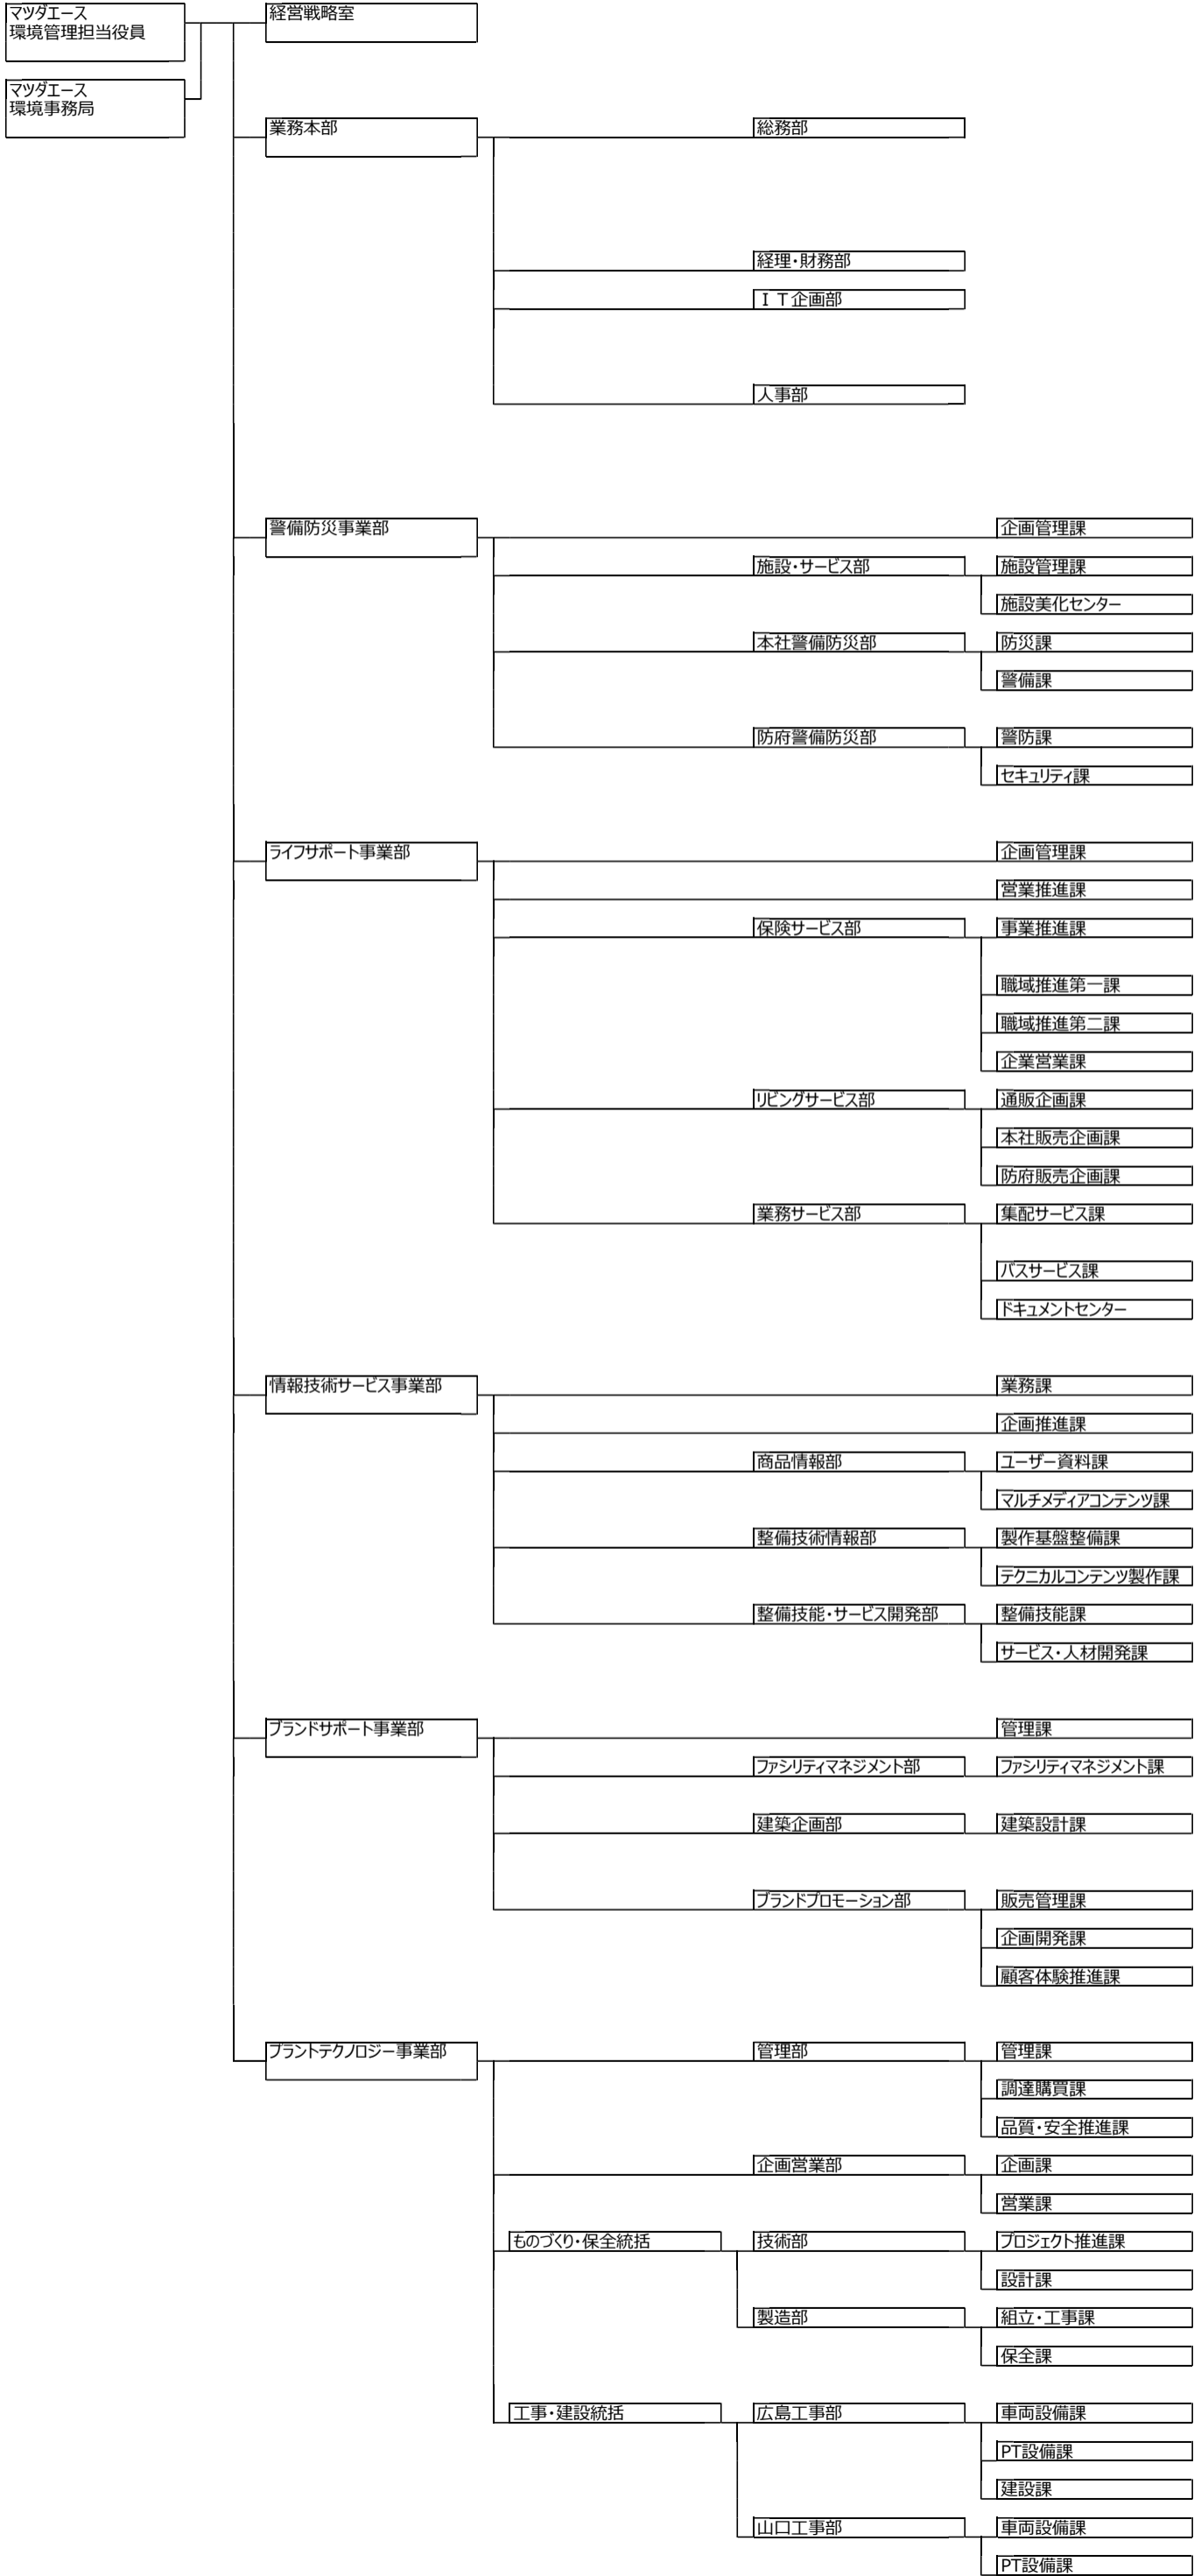 マツダエース
環境管理担当役員
経営戦略室
マツダエース
環境事務局
業務本部
総務部
経理・財務部
ＩＴ企画部
人事部
警備防災事業部
企画管理課
施設・サービス部
施設管理課
施設美化センター
本社警備防災部
防災課
警備課
防府警備防災部
警防課
セキュリティ課
ライフサポート事業部
企画管理課
営業推進課
保険サービス部
事業推進課
職域推進第一課
職域推進第二課
企業営業課
リビングサービス部
通販企画課
本社販売企画課
防府販売企画課
業務サービス部
集配サービス課
バスサービス課
ドキュメントセンター
情報技術サービス事業部
業務課
企画推進課
商品情報部
ユーザー資料課
マルチメディアコンテンツ課
整備技術情報部
製作基盤整備課
テクニカルコンテンツ製作課
整備技能・サービス開発部
整備技能課
サービス・人材開発課
ブランドサポート事業部
管理課
ファシリティマネジメント部
ファシリティマネジメント課
建築企画部
建築設計課
ブランドプロモーション部
販売管理課
企画開発課
顧客体験推進課
プラントテクノロジー事業部
管理部
管理課
調達購買課
品質・安全推進課
企画営業部
企画課
営業課
ものづくり・保全統括
技術部
プロジェクト推進課
設計課
製造部
組立・工事課
保全課
工事・建設統括
広島工事部
車両設備課
PT設備課
建設課
山口工事部
車両設備課
PT設備課